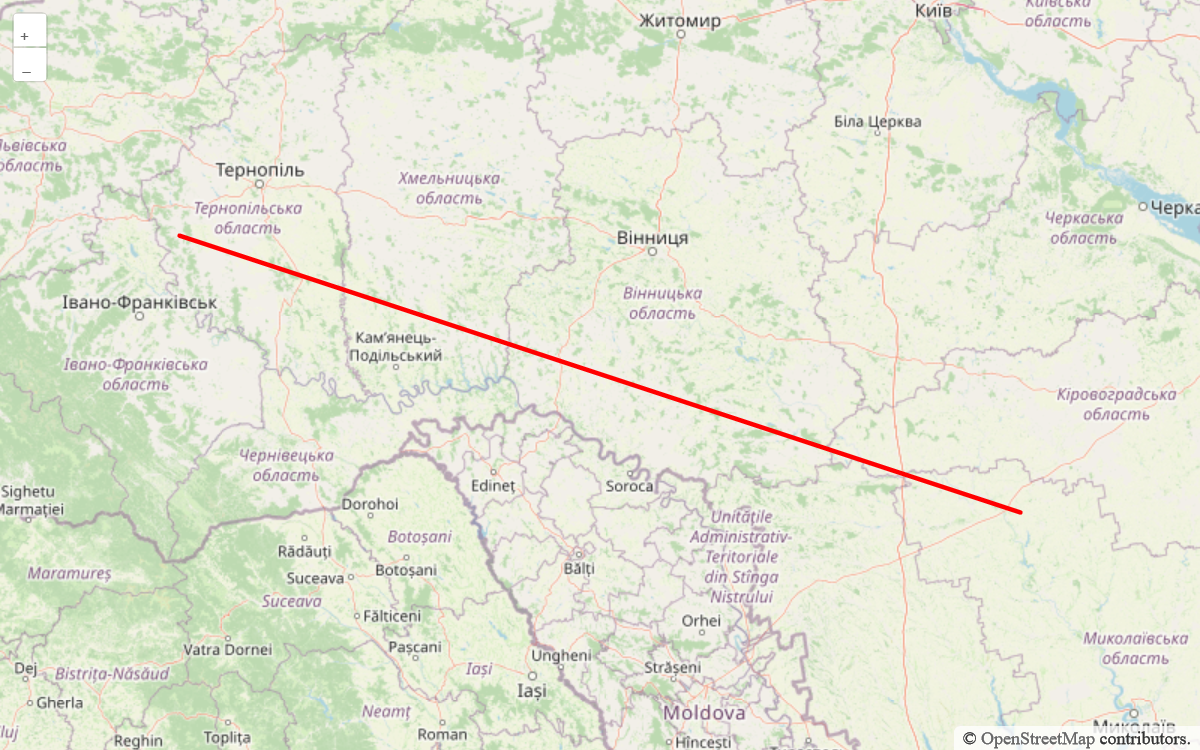 +
–
Житомир
Київ
Київська
область
Біла Церква
Львівська
область
Тернопіль
Хмельницька
область
Тернопільська
область
Черкаська
область
Вінниця
Вінницька
область
Івано-Франківськ
Кам'янець-
Подільський
Івано-Франківська
область
Кіровоградська
область
Чернівецька
область
Sighetu
Marmației
Edineț
Soroca
Dorohoi
Unitățile
Administrativ-
Teritoriale
din Stînga
Nistrului
Botoșani
Rădăuți
Suceava
Botoșani
Bălți
Maramureș
Suceava
Fălticeni
Orhei
Pașcani
Vatra Dornei
Миколаївська
область
Dej
Bistrița-Năsăud
Iași
Ungheni
Strășeni
Iași
Gherla
Neamț
Moldova
Миколаїв
Reghin
Toplița
Roman
Hîncești
© OpenStreetMap contributors.